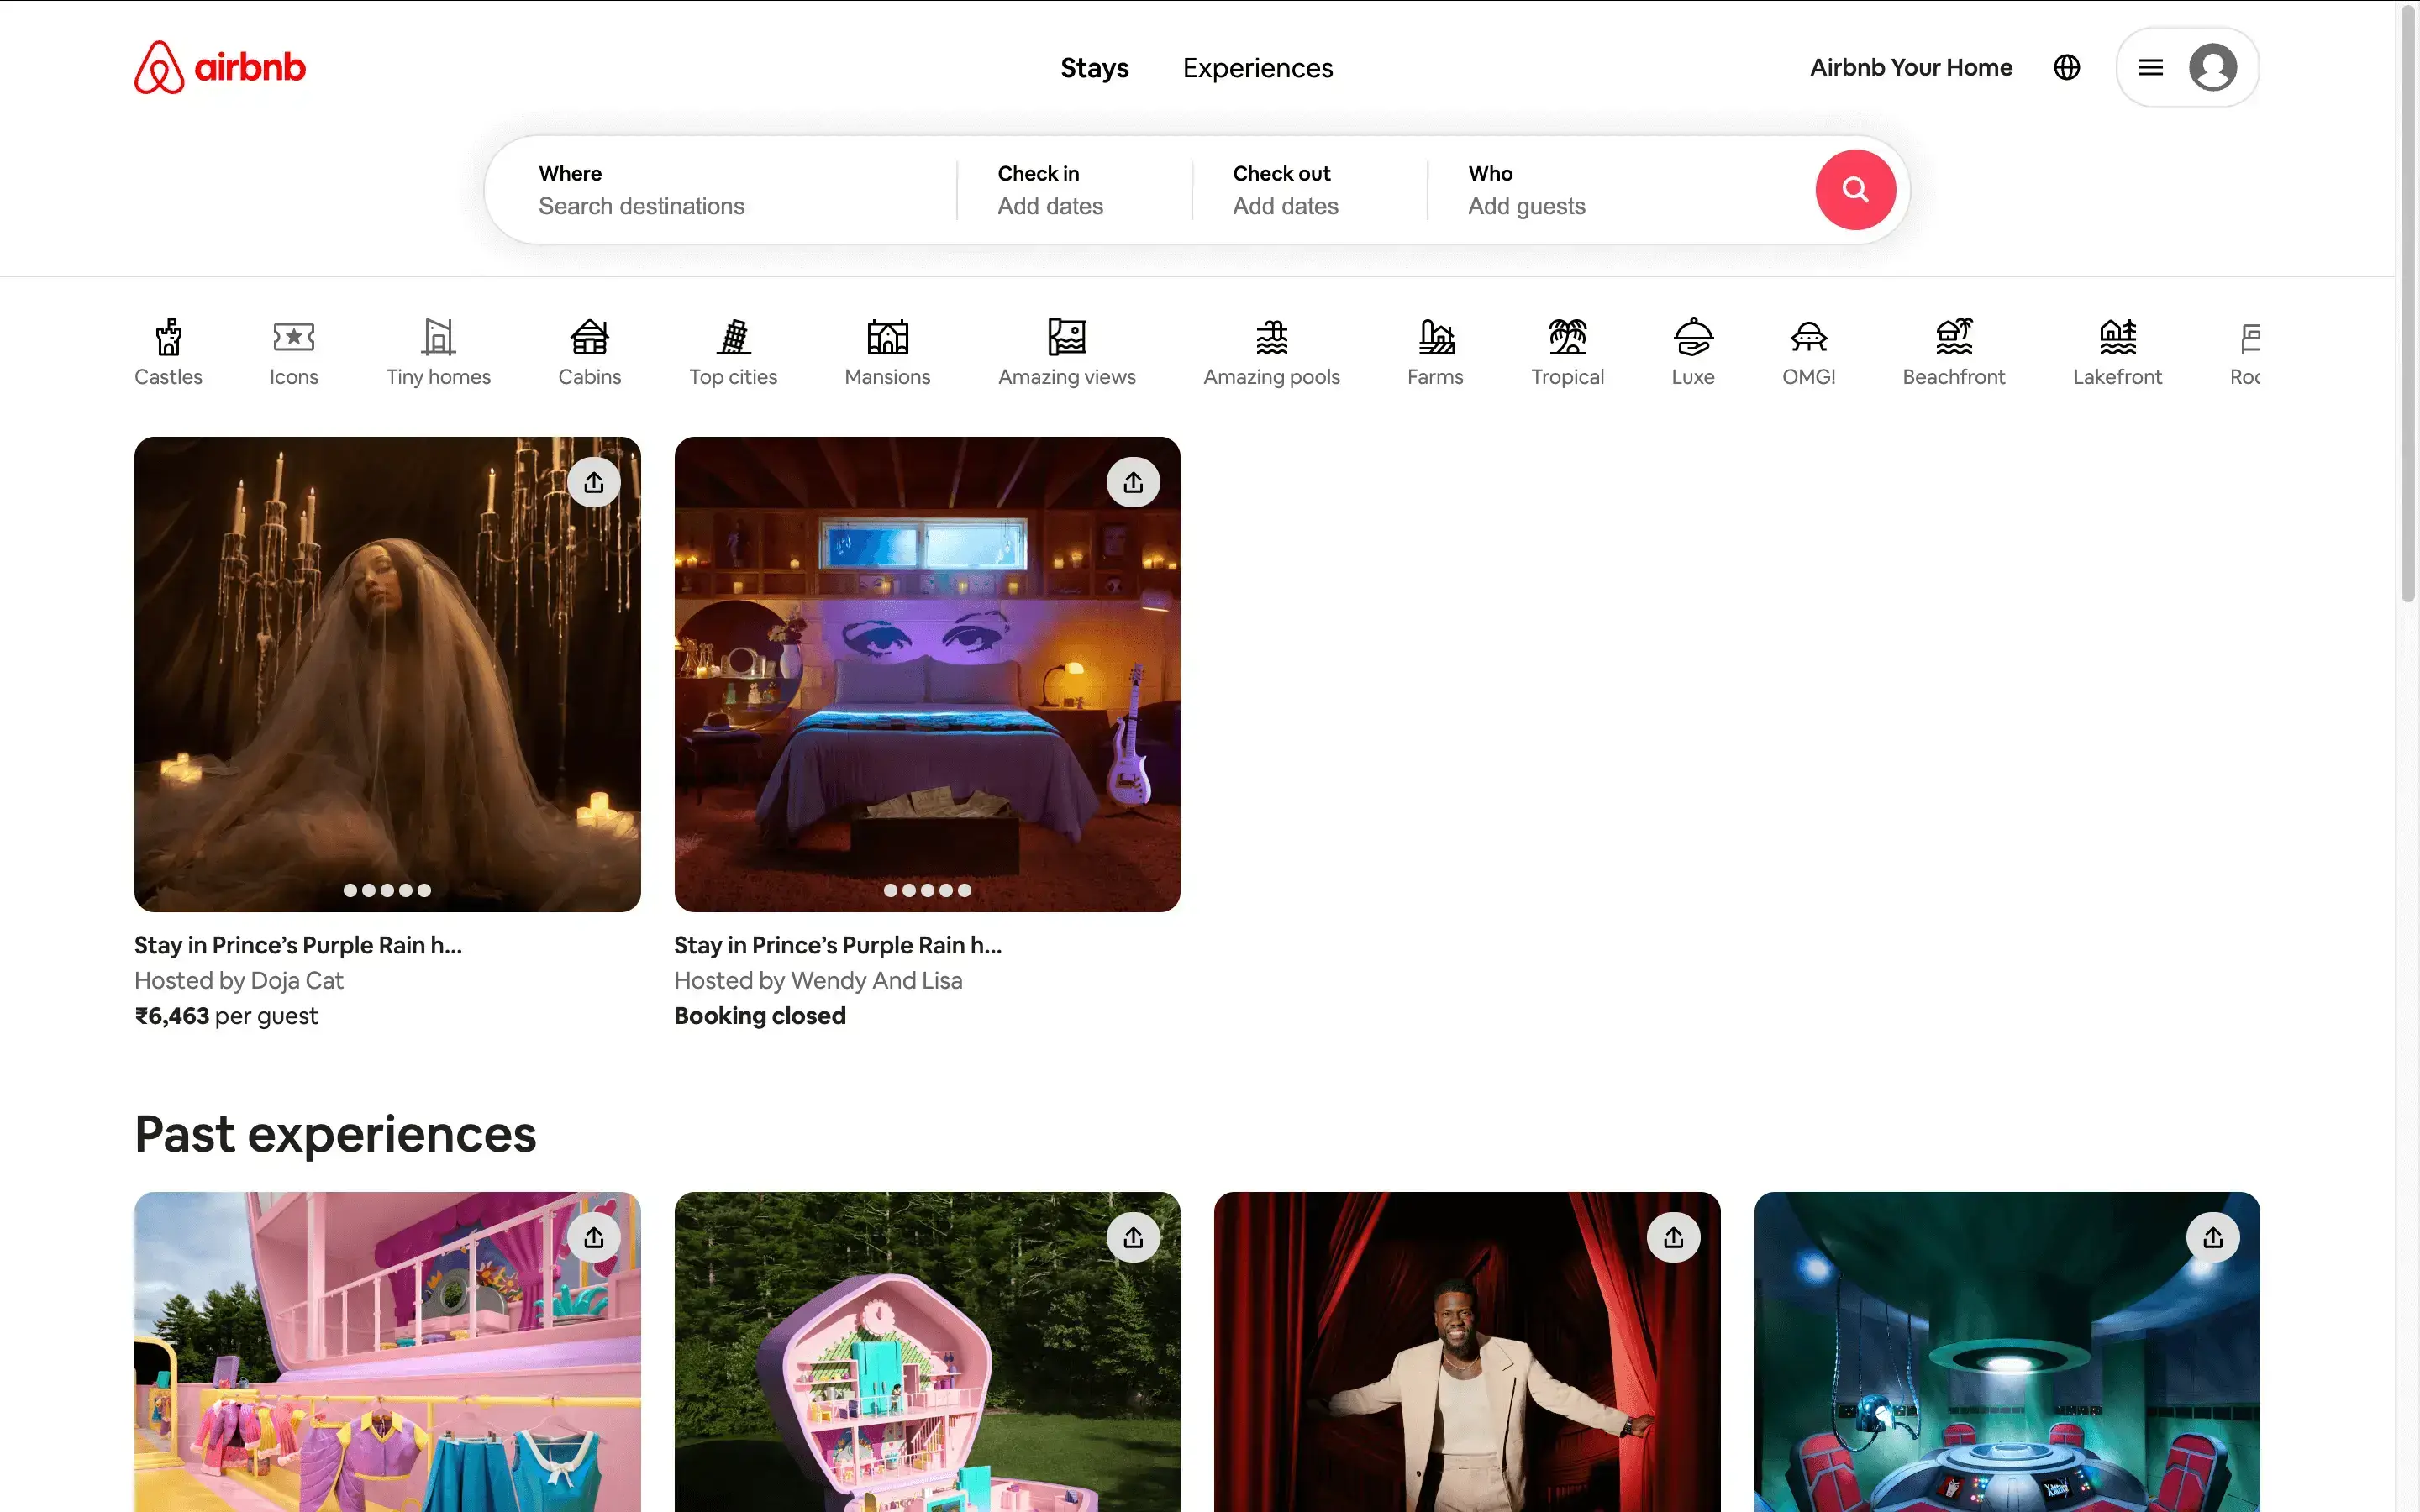 airbnb
Stays
Experiences
Airbnb Your Home
Where
Search destinations
Check in
Add dates
Check out
Add dates
Who
Add guests
Castles
Icons
Tiny homes
Cabins
Top cities
Mansions
Amazing views
Amazing pools
Farms
Tropical
Luxe
OMG!
Beachfront
Lakefront
Roo
Stay in Prince’s Purple Rain h...
Hosted by Doja Cat
₹6,463 per guest
Stay in Prince’s Purple Rain h...
Hosted by Wendy And Lisa
Booking closed
Past experiences